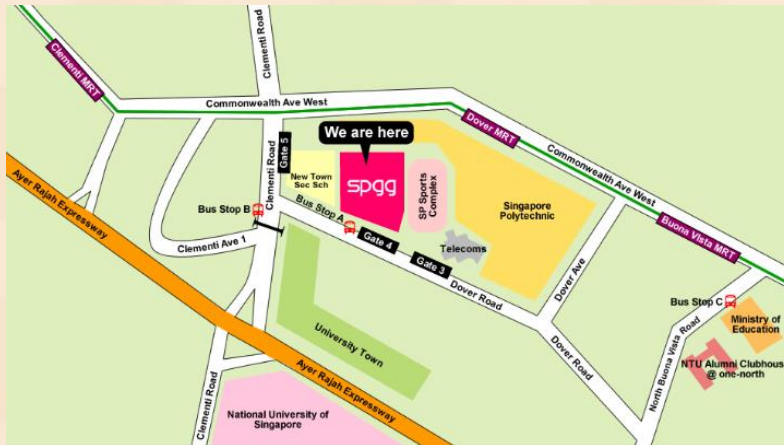 Clementi MRT
Clementi Road
Commonwealth Ave West
Dover MRT
Commonwealth Ave West
We are here
Gate 5
New Town
Sec Sch
spgg
SP Sports
Complex
Singapore
Polytechnic
Ayer Rajah Expressway
Clementi Road
Bus Stop B
Bus Stop A
Gate 4
Telecoms
Gate 3
Buona Vista MRT
Clementi Ave 1
Dover Road
Dover Ave
Bus Stop C
Ministry of
Education
University Town
Dover Road
North Buona Vista Road
NTU Alumni Clubhous
@ one-north
Ayer Rajah Expressway
Clementi Road
National University of
Singapore